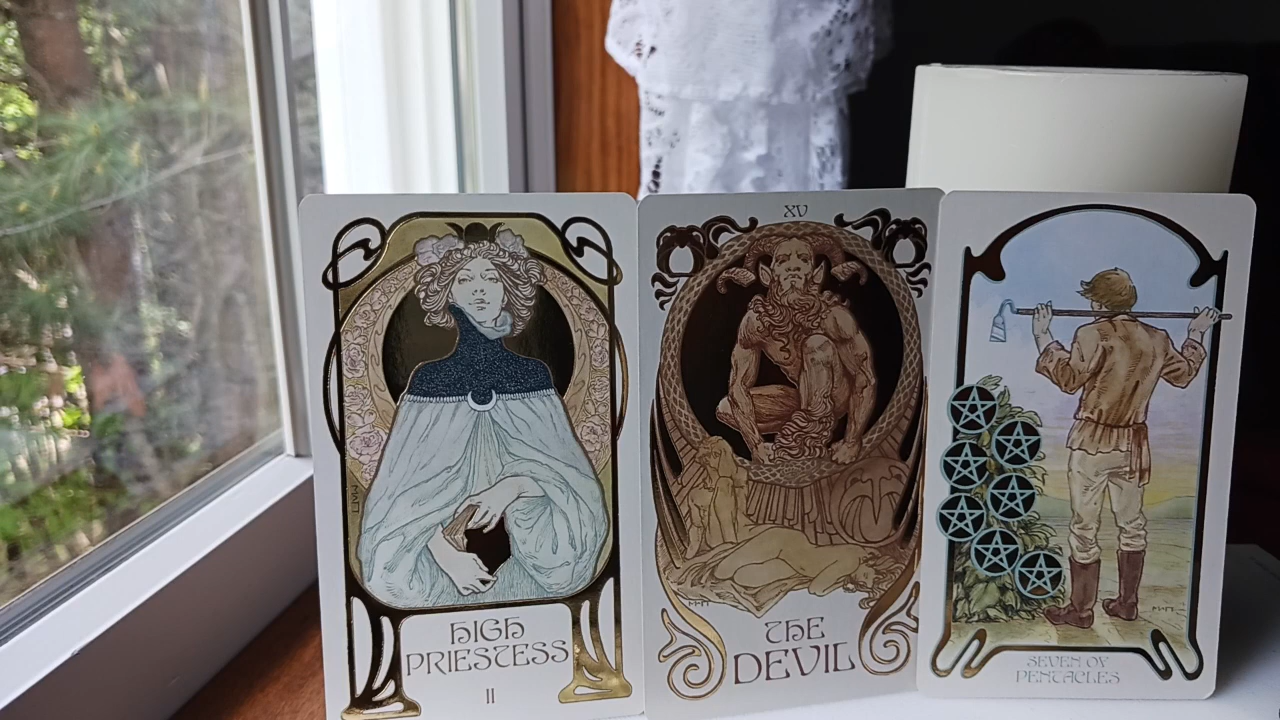 HIGH
PRIESTESS
II
XV
THE
DEVIL
SEVEN OF
PENTACLES